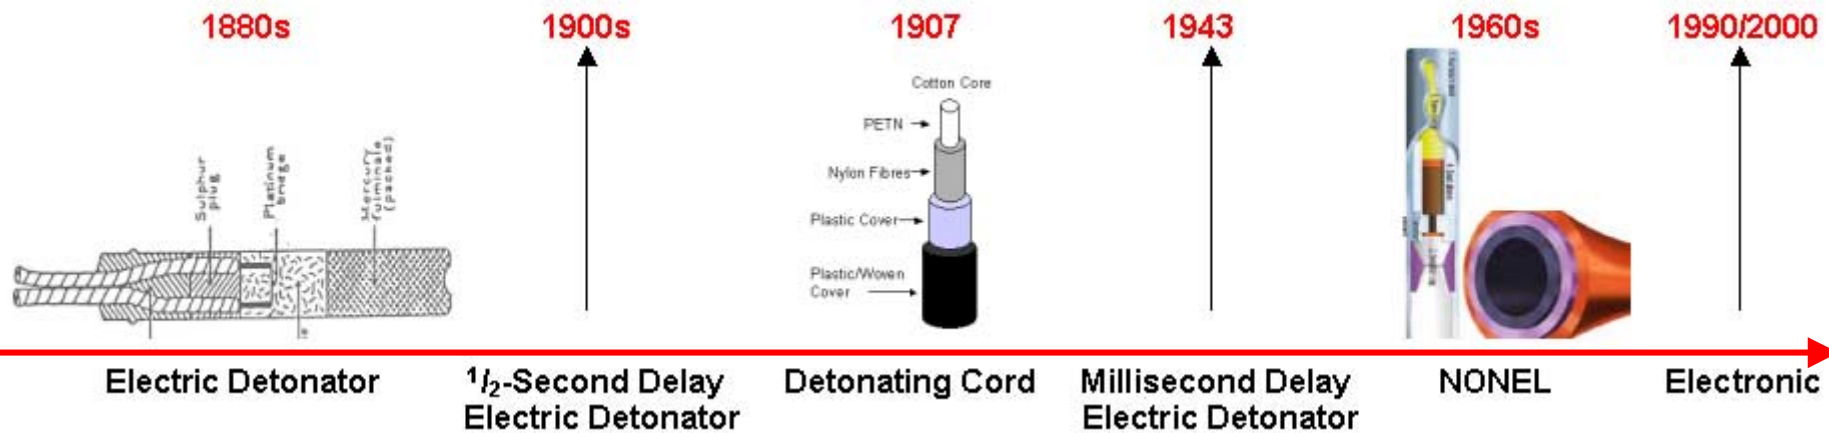 1880s
1900s
1907
1943
1960s
1990/2000
Sulphur
plug
Platinum
bridge
Mercury
fulminate
(packed)
Cotton Core
PETN
Nylon Fibres
Plastic Cover
Plastic/Woven
Cover
Electric Detonator
1/2-Second Delay
Electric Detonator
Detonating Cord
Millisecond Delay
Electric Detonator
NONEL
Electronic